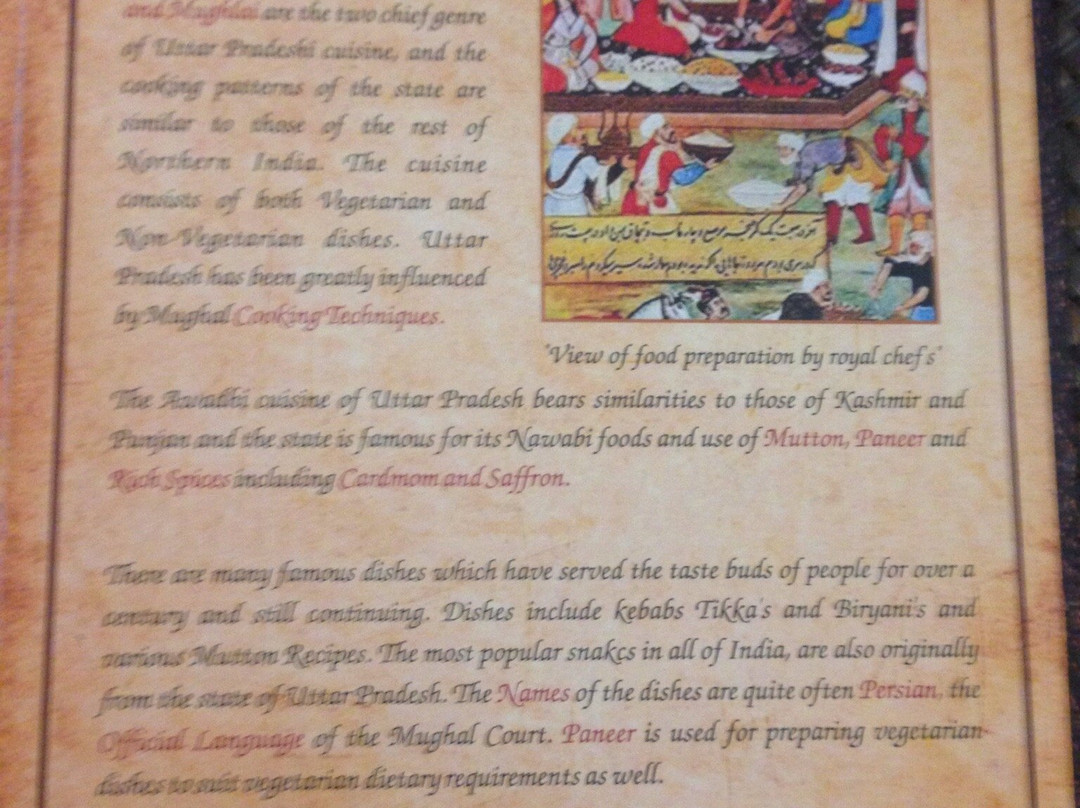 and Mughlai are the two chief genre
of Uttar Pradeshi cuisine, and the
cooking patterns of the state are
similar to those of the rest of
Northern India. The cuisine
consists of both Vegetarian and
Non-Vegetarian dishes. Uttar
Pradesh has been greatly influenced
by Mughal Cooking Techniques.
"View of food preparation by royal chef's"
The Awadhi cuisine of Uttar Pradesh bears similarities to those of Kashmir and
Punjan and the state is famous for its Nawabi foods and use of Mutton, Paneer and
Rich Spices including Cardmom and Saffron.
There are many famous dishes which have served the taste buds of people for over a
century and still continuing. Dishes include kebabs Tikka's and Biryani's and
various Mutton Recipes. The most popular snakcs in all of India, are also originally
from the state of Uttar Pradesh. The Names of the dishes are quite often Persian, the
Official Language of the Mughal Court. Paneer is used for preparing vegetarian
dishes to suit vegetarian dietary requirements as well.